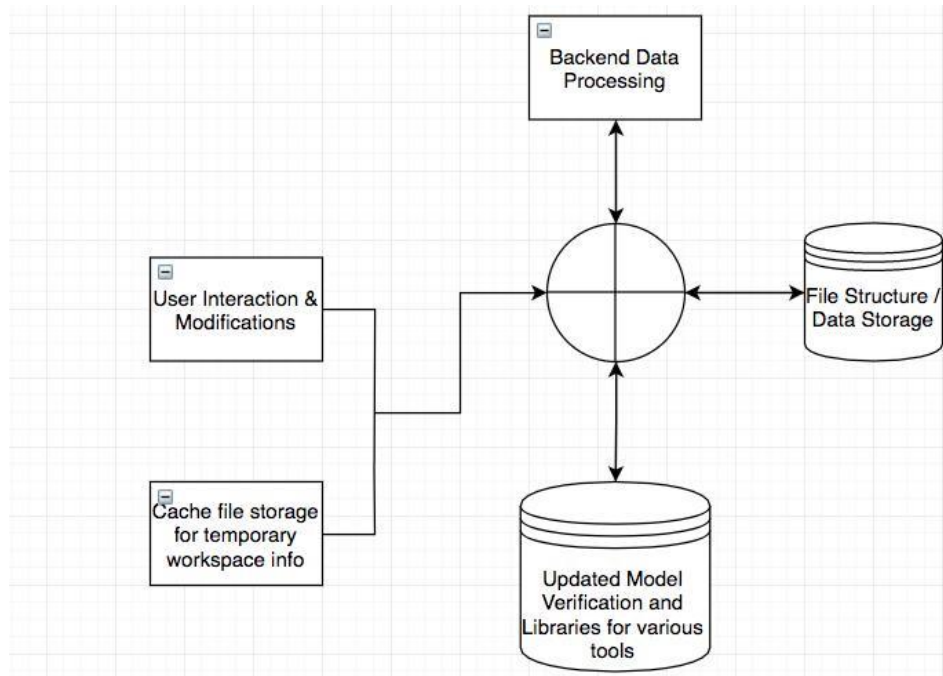 Backend Data
Processing
User Interaction &
Modifications
File Structure /
Data Storage
Cache file storage
for temporary
workspace info
Updated Model
Verification and
Libraries for various
tools